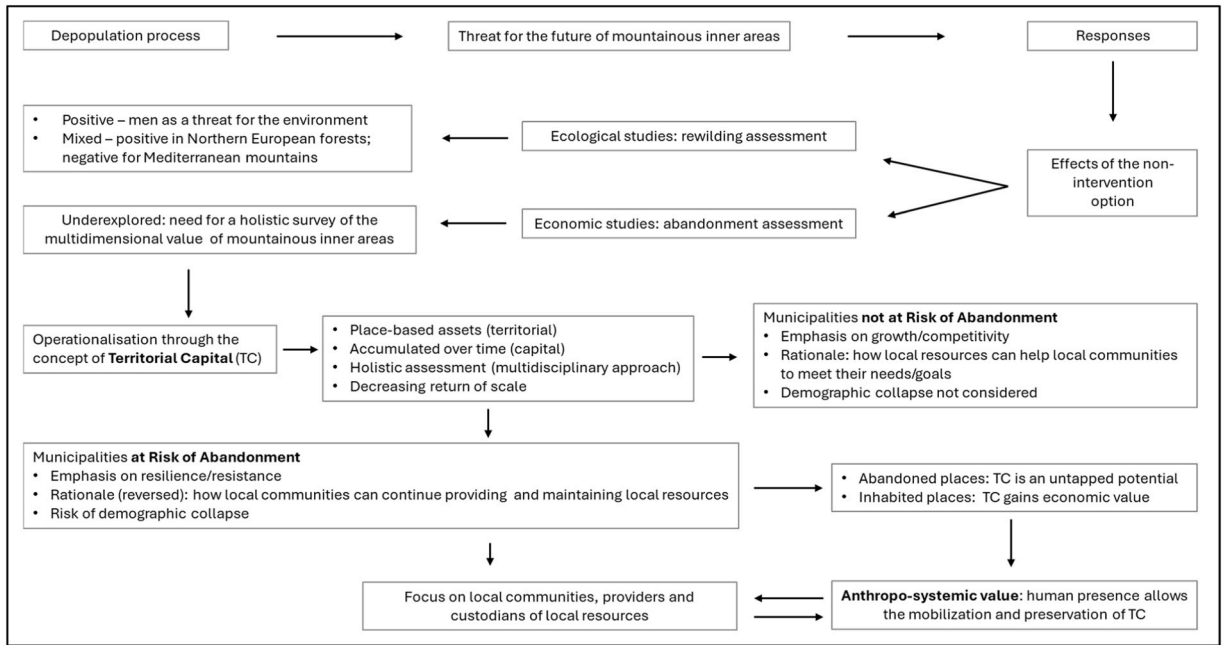 Depopulation process
Threat for the future of mountainous inner areas
Responses
• Positive – men as a threat for the environment
• Mixed – positive in Northern European forests;
negative for Mediterranean mountains
Ecological studies: rewilding assessment
Effects of the non-
intervention
option
Underexplored: need for a holistic survey of the
multidimensional value of mountainous inner areas
Economic studies: abandonment assessment
Operationalisation through the
concept of Territorial Capital (TC)
• Place-based assets (territorial)
• Accumulated over time (capital)
• Holistic assessment (multidisciplinary approach)
• Decreasing return of scale
Municipalities not at Risk of Abandonment
• Emphasis on growth/competitivity
• Rationale: how local resources can help local communities
to meet their needs/goals
• Demographic collapse not considered
Municipalities at Risk of Abandonment
• Emphasis on resilience/resistance
• Rationale (reversed): how local communities can continue providing and maintaining local resources
• Risk of demographic collapse
• Abandoned places: TC is an untapped potential
• Inhabited places: TC gains economic value
Focus on local communities, providers and
custodians of local resources
Anthropo-systemic value: human presence allows
the mobilization and preservation of TC